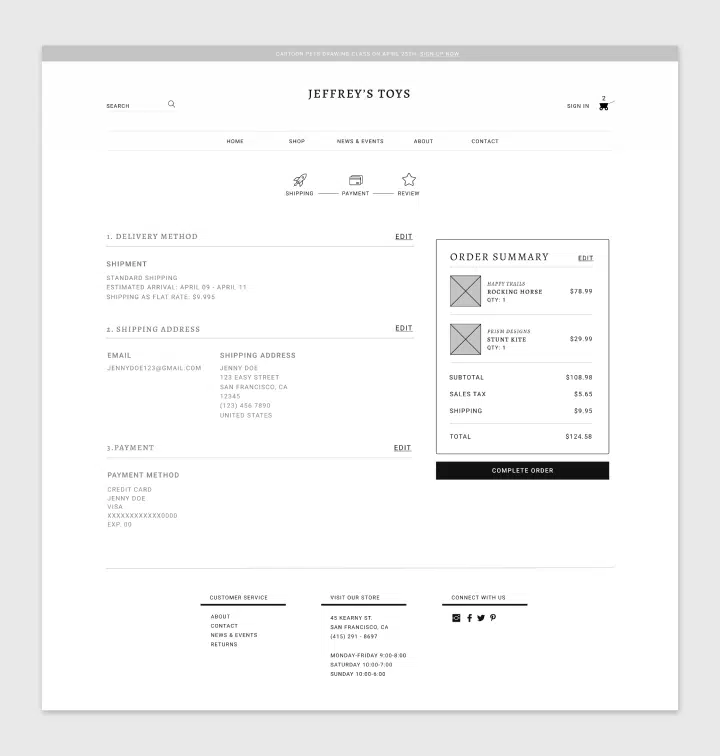 CARTOON PETS DRAWING CLASS ON APRIL 25TH. SIGN UP NOW
JEFFREY'S TOYS
SEARCH
SIGN IN
2
HOME
SHOP
NEWS & EVENTS
ABOUT
CONTACT
SHIPPING
PAYMENT
REVIEW
1. DELIVERY METHOD
EDIT
SHIPMENT
STANDARD SHIPPING
ESTIMATED ARRIVAL: APRIL 09 - APRIL 11
SHIPPING AS FLAT RATE: $9.995
2. SHIPPING ADDRESS
EDIT
EMAIL
JENNYDOE123@GMAIL.COM
SHIPPING ADDRESS
JENNY DOE
123 EASY STREET
SAN FRANCISCO, CA
12345
(123) 456 7890
UNITED STATES
3.PAYMENT
EDIT
PAYMENT METHOD
CREDIT CARD
JENNY DOE
VISA
XXXXXXXXXXXX0000
EXP. 00
ORDER SUMMARY
EDIT
HAPPY TRAILS
ROCKING HORSE
QTY: 1
$78.99
PRISM DESIGNS
STUNT KITE
QTY: 1
$29.99
SUBTOTAL
$108.98
SALES TAX
$5.65
SHIPPING
$9.95
TOTAL
$124.58
COMPLETE ORDER
CUSTOMER SERVICE
ABOUT
CONTACT
NEWS & EVENTS
RETURNS
VISIT OUR STORE
45 KEARNY ST.
SAN FRANCISCO, CA
(415) 291 - 8697
MONDAY-FRIDAY 9:00-8:00
SATURDAY 10:00-7:00
SUNDAY 10:00-6:00
CONNECT WITH US